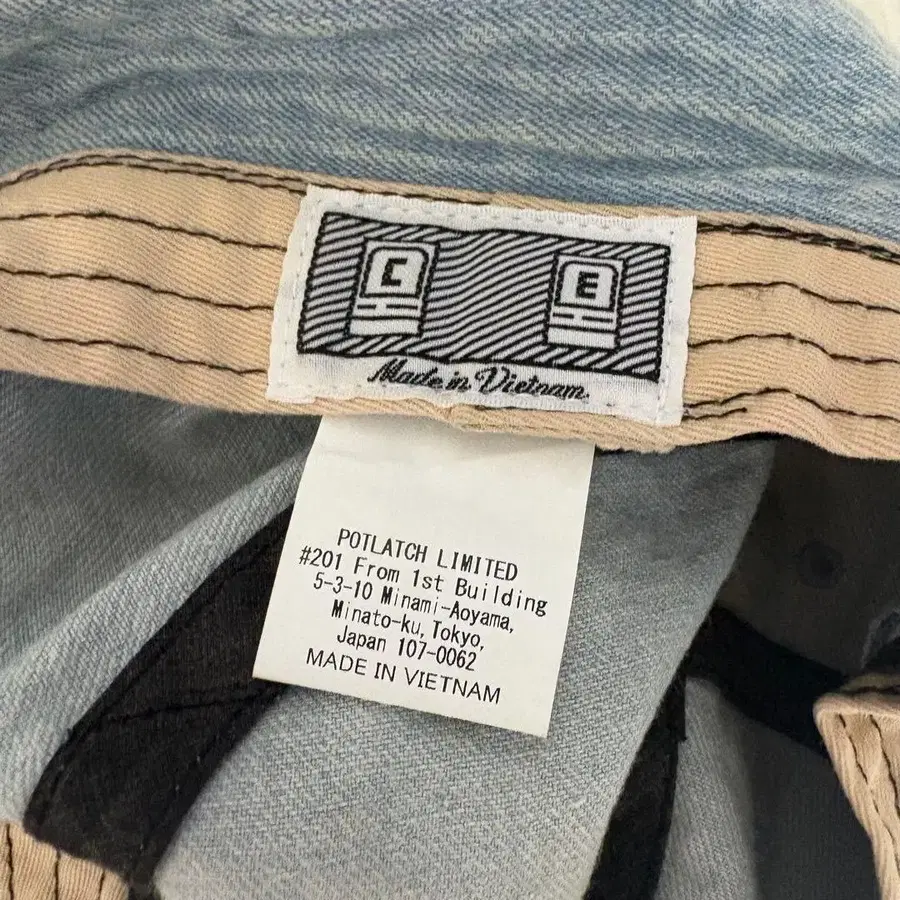 C E
Made in Vietnam.
POTLATCH LIMITED
#201 From 1st Building
5-3-10 Minami-Aoyama,
Minato-ku, Tokyo,
Japan 107-0062
MADE IN VIETNAM